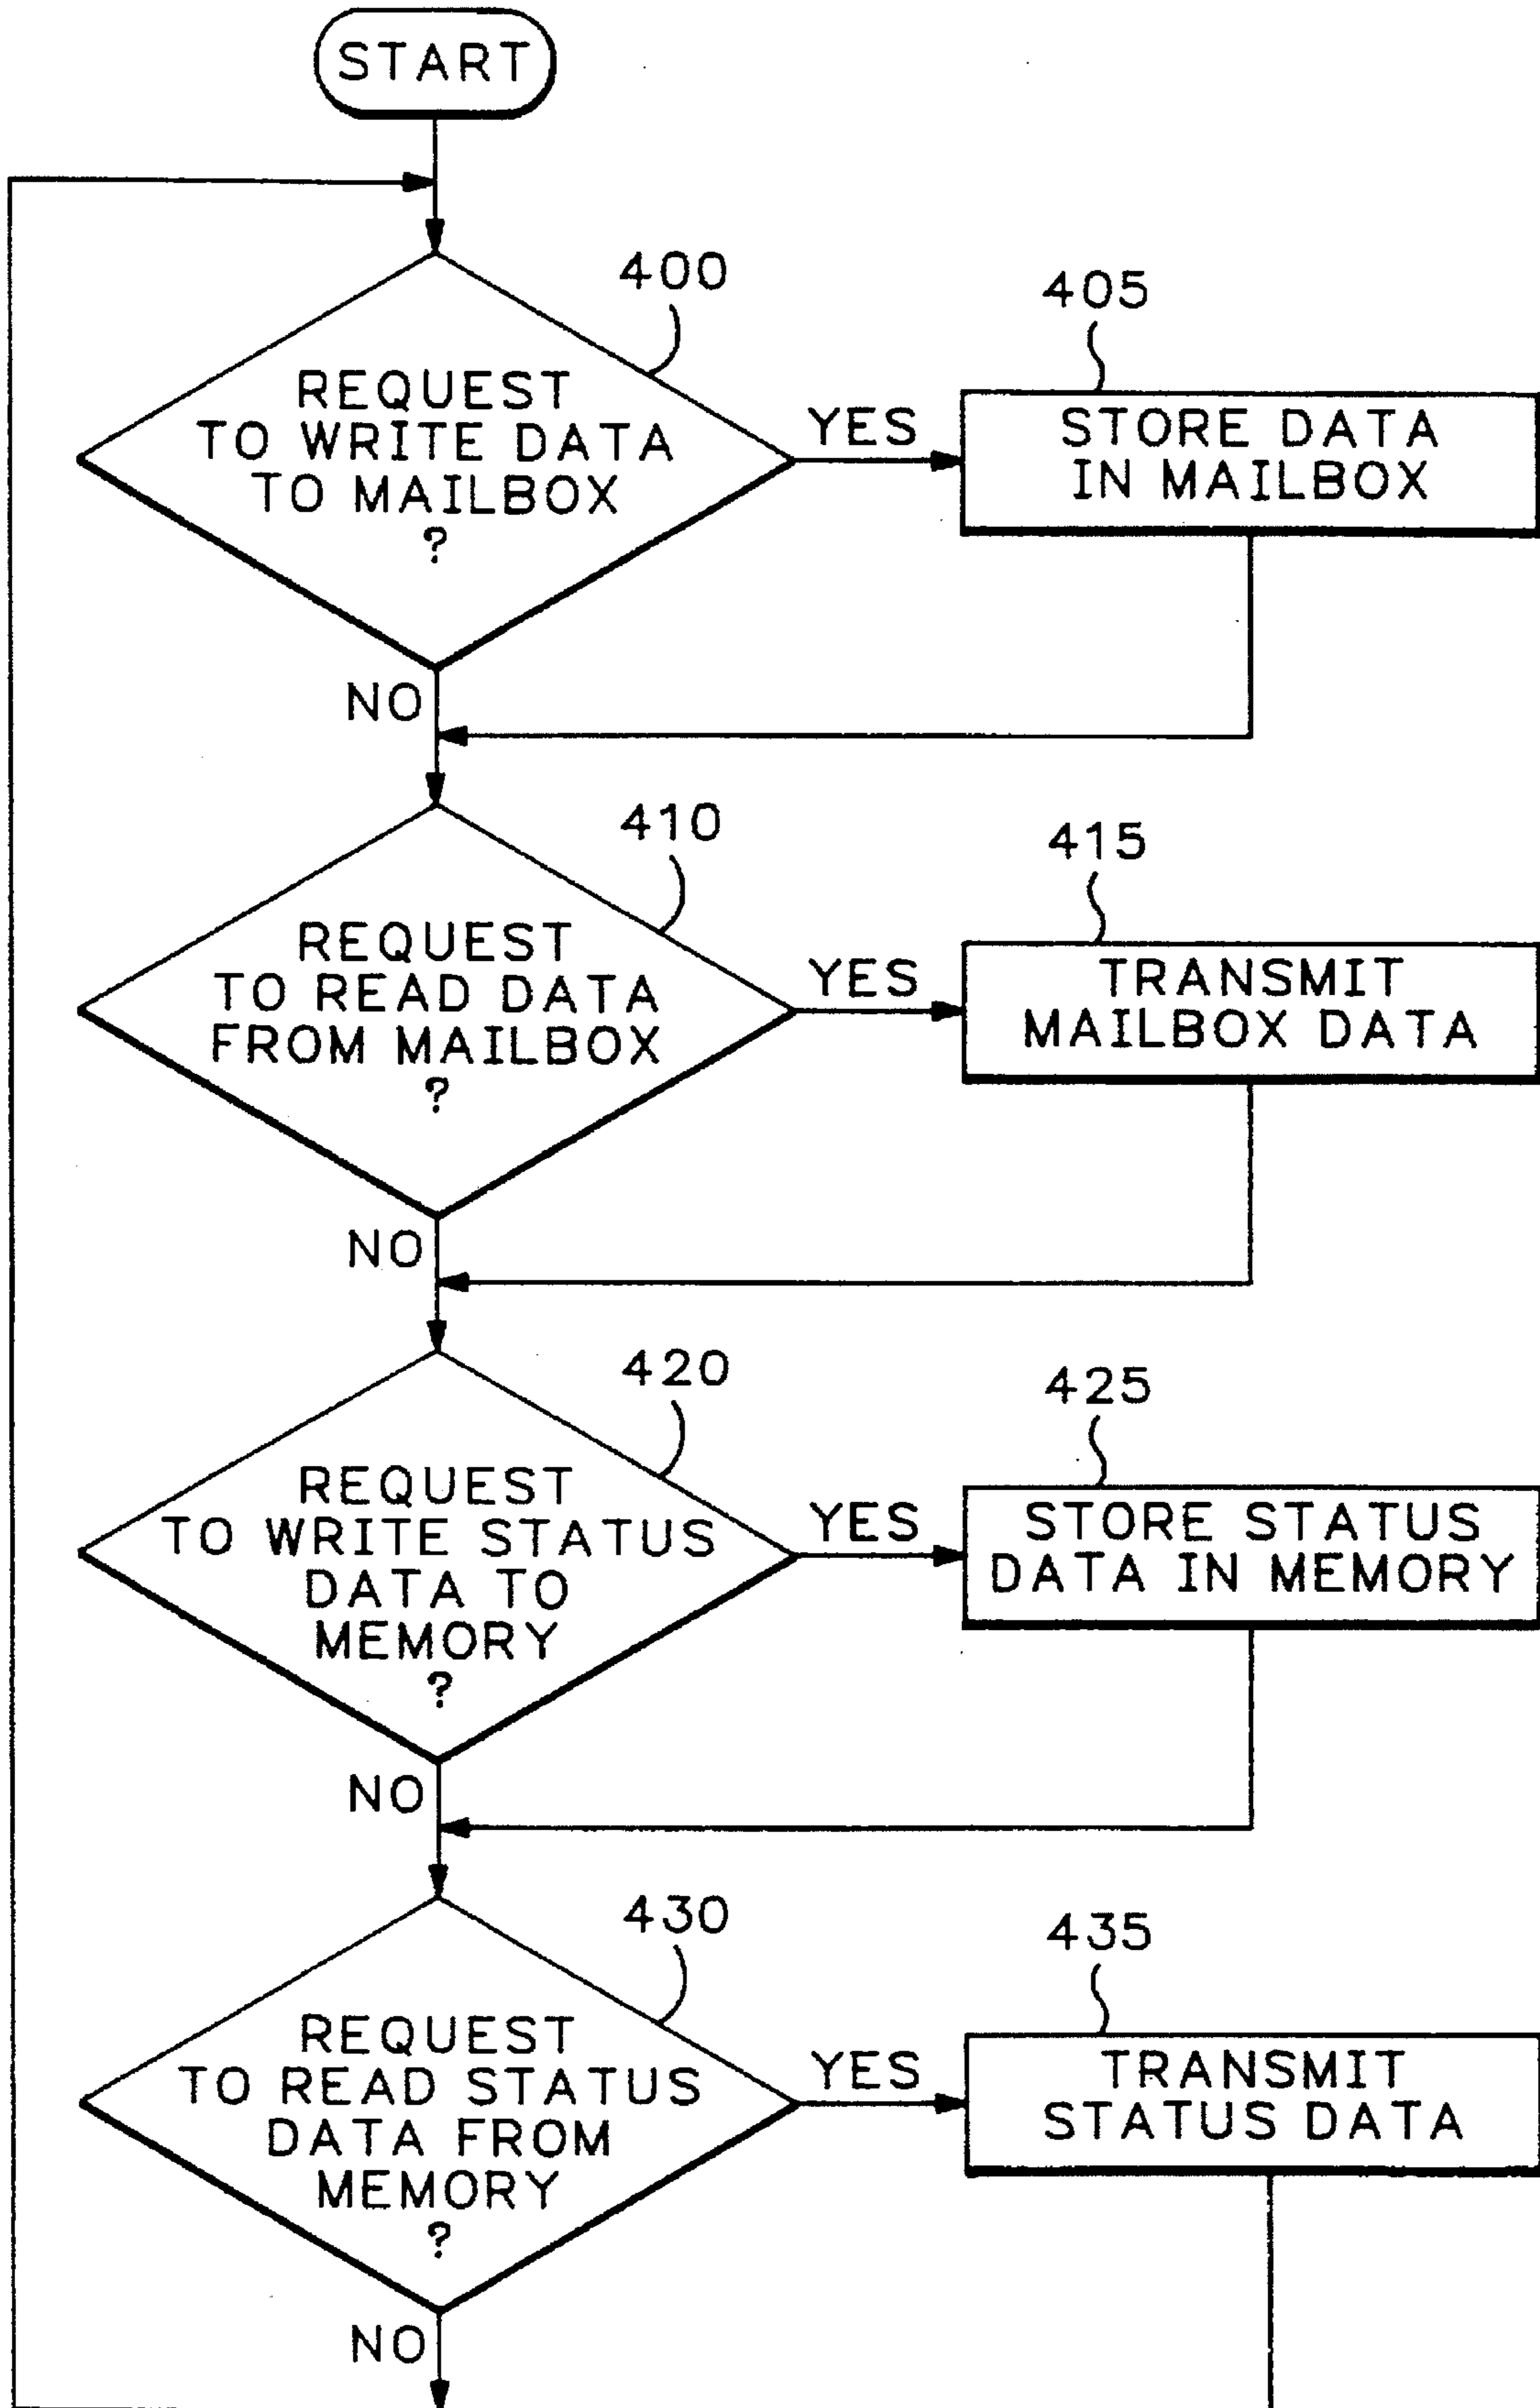 START
400
REQUEST
TO WRITE DATA
TO MAILBOX
?
YES
405
STORE DATA
IN MAILBOX
NO
410
REQUEST
TO READ DATA
FROM MAILBOX
?
YES
415
TRANSMIT
MAILBOX DATA
NO
420
REQUEST
TO WRITE STATUS
DATA TO
MEMORY
?
YES
425
STORE STATUS
DATA IN MEMORY
NO
430
REQUEST
TO READ STATUS
DATA FROM
MEMORY
?
YES
435
TRANSMIT
STATUS DATA
NO